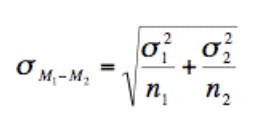 σ_{M₁−M₂} = √(σ₁²/n₁ + σ₂²/n₂)